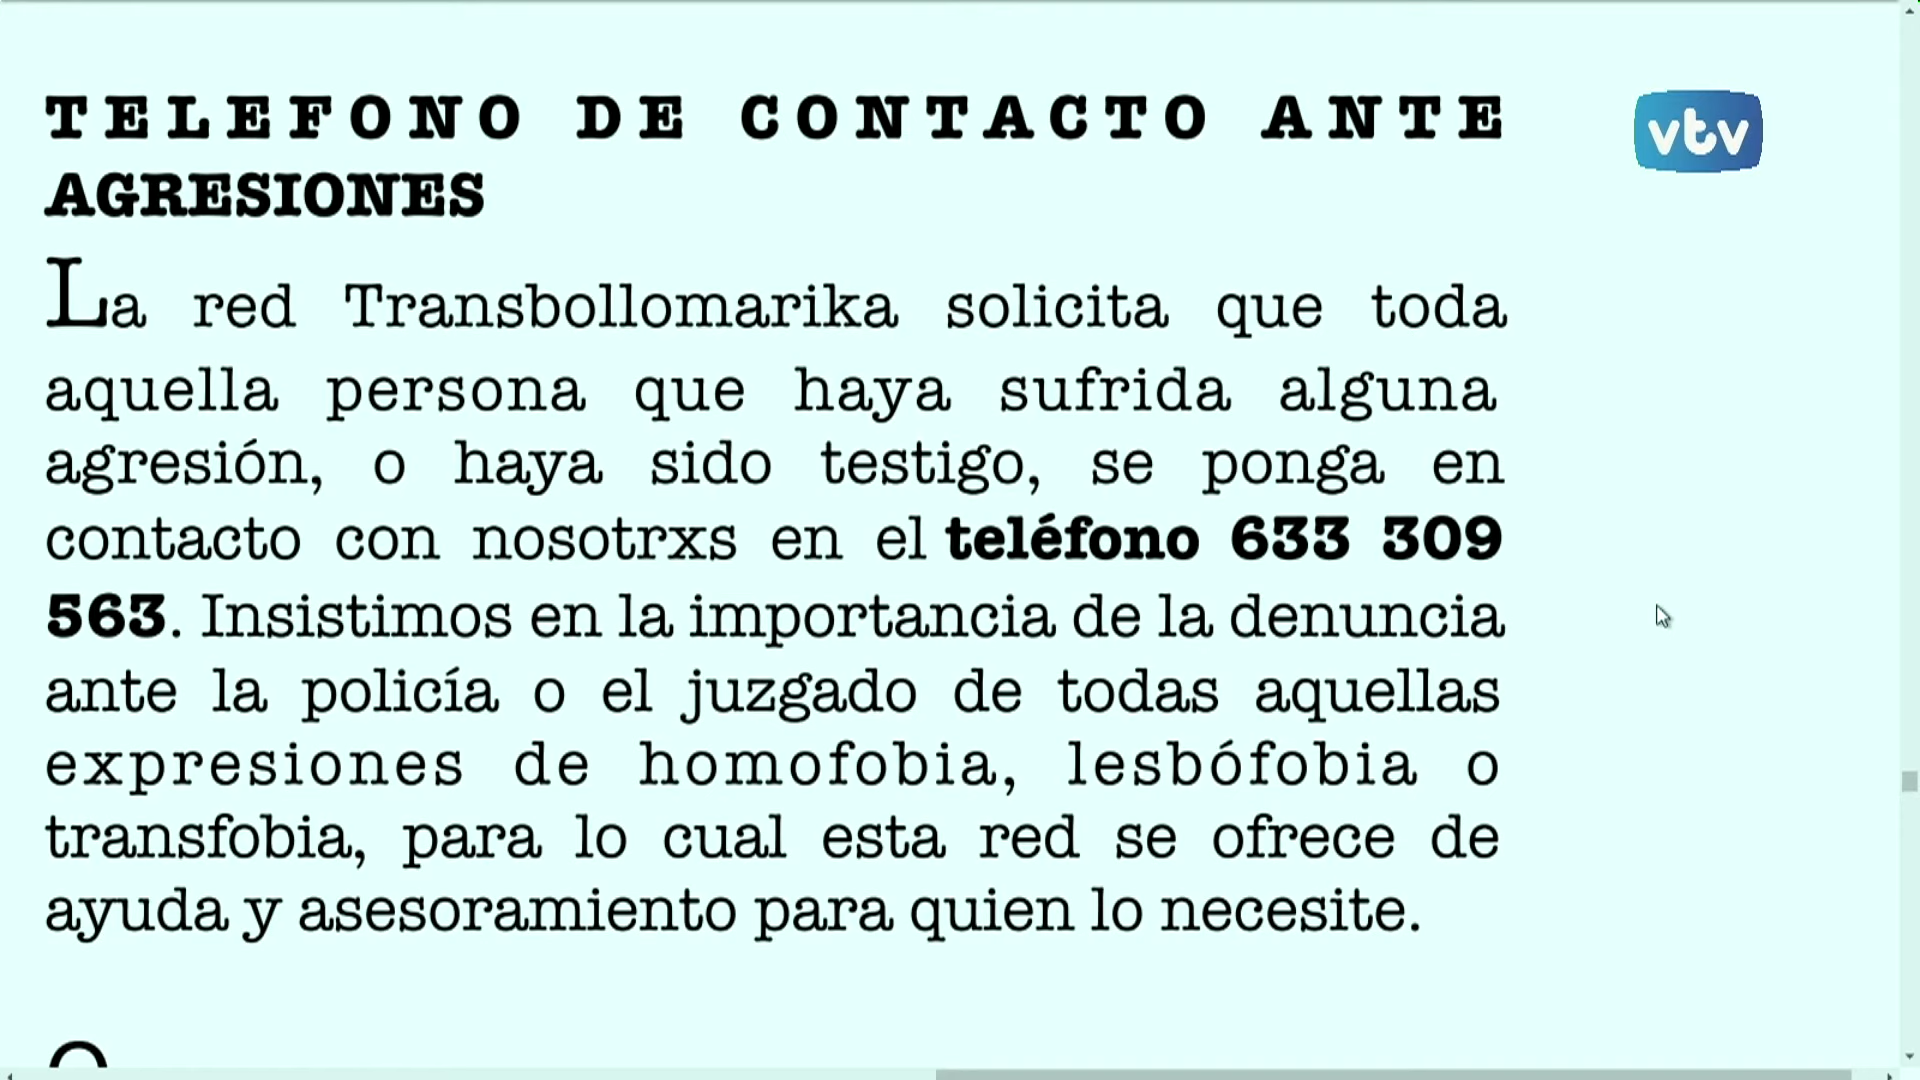 TELEFONO DE CONTACTO ANTE
AGRESIONES
vtv
La red Transbollomarika solicita que toda
aquella persona que haya sufrida alguna
agresión, o haya sido testigo, se ponga en
contacto con nosotrxs en el teléfono 633 309
563. Insistimos en la importancia de la denuncia
ante la policía o el juzgado de todas aquellas
expresiones de homofobia, lesbófobia o
transfobia, para lo cual esta red se ofrece de
ayuda y asesoramiento para quien lo necesite.